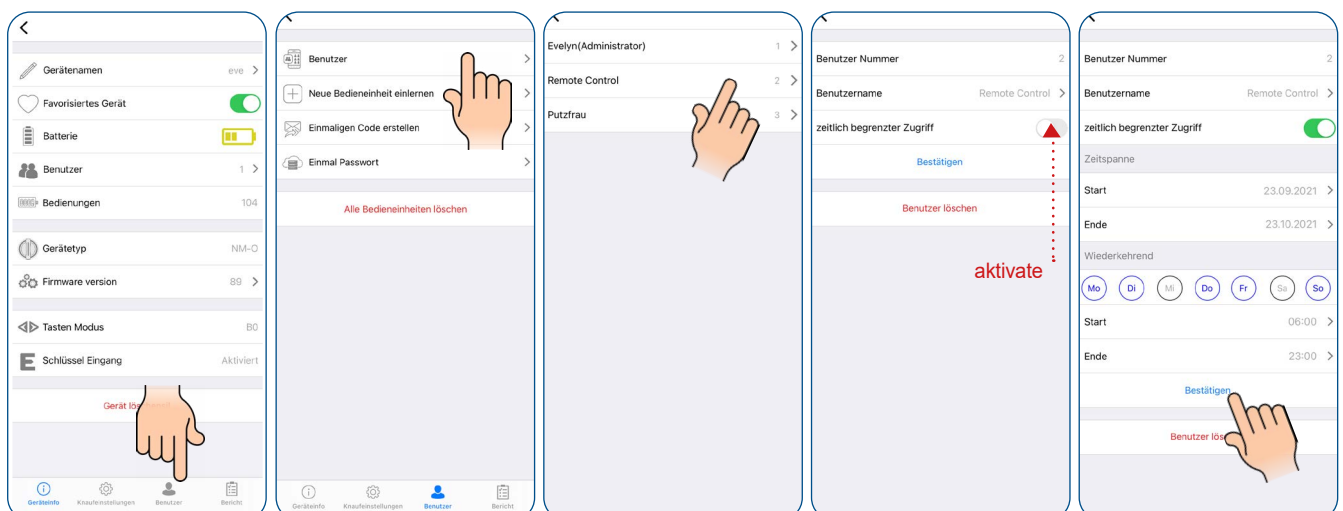 Gerätenamen eve
Favorisiertes Gerät
Batterie
Benutzer 1
Bedienungen 104
Gerätetyp NM-O
Firmware version 89
Tasten Modus B0
E Schlüssel Eingang Aktiviert
Gerät
Geräteinfo Knaufeinstellungen Benutzer Bericht
Benutzer
Neue Bedieneinheit einlernen
Einmaligen Code erstellen
Einmal Passwort
Alle Bedieneinheiten löschen
Geräteinfo Knaufeinstellungen Benutzer Bericht
Evelyn(Administrator) 1
Remote Control 2
Putzfrau 3
Benutzer Nummer 2
Benutzername Remote Control
zeitlich begrenzter Zugriff
Bestätigen
Benutzer löschen
aktivate
Benutzer Nummer 2
Benutzername Remote Control
zeitlich begrenzter Zugriff
Zeitspanne
Start 23.09.2021
Ende 23.10.2021
Wiederkehrend
Mo Di Mi Do Fr Sa So
Start 06:00
Ende 23:00
Bestätigen
Benutzer